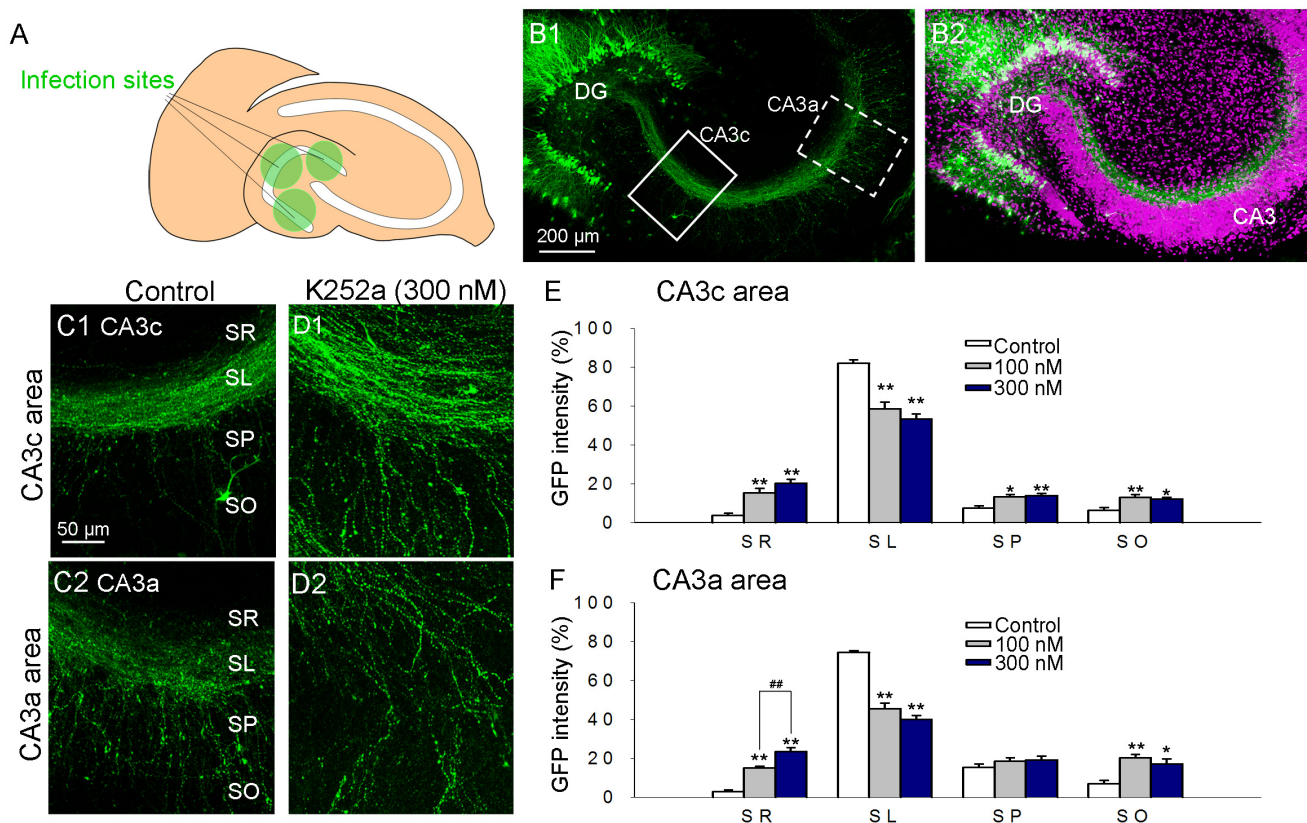 A
Infection sites
B1
DG
CA3c
CA3a
200 µm
B2
DG
CA3
Control
K252a (300 nM)
CA3c area
C1 CA3c
SR
SL
SP
SO
50 µm
D1
CA3a area
C2 CA3a
SR
SL
SP
SO
D2
E CA3c area
GFP intensity (%)
100
80
60
40
20
0
Control
100 nM
300 nM
** **
** **
* **
** *
SR SL SP SO
F CA3a area
GFP intensity (%)
100
80
60
40
20
0
Control
100 nM
300 nM
##
** **
** **
** *
SR SL SP SO